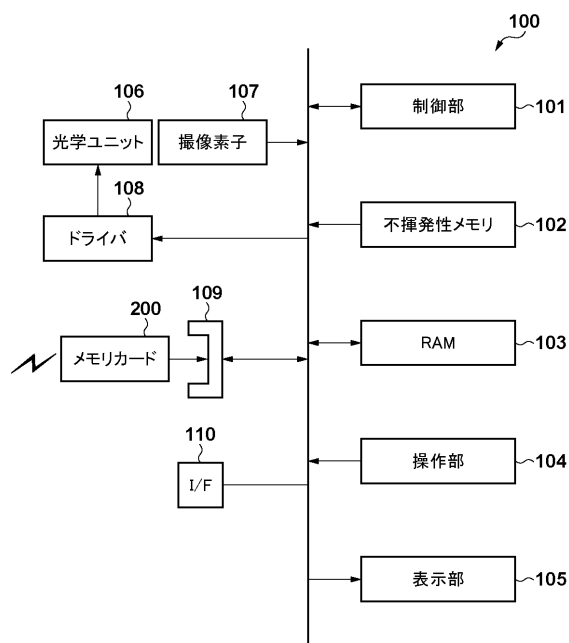 100
制御部
101
106
107
光学ユニット
撮像素子
108
ドライバ
不揮発性メモリ
102
109
200
メモリカード
RAM
103
110
I/F
操作部
104
表示部
105